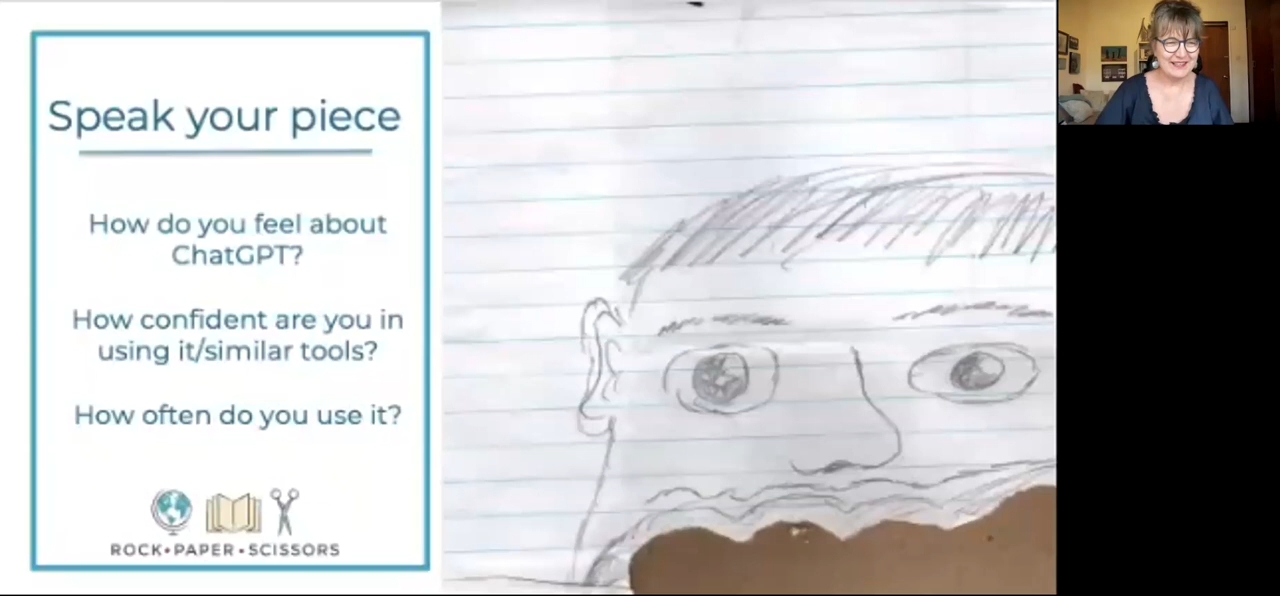 Speak your piece
How do you feel about
ChatGPT?
How confident are you in
using it/similar tools?
How often do you use it?
ROCK•PAPER•SCISSORS